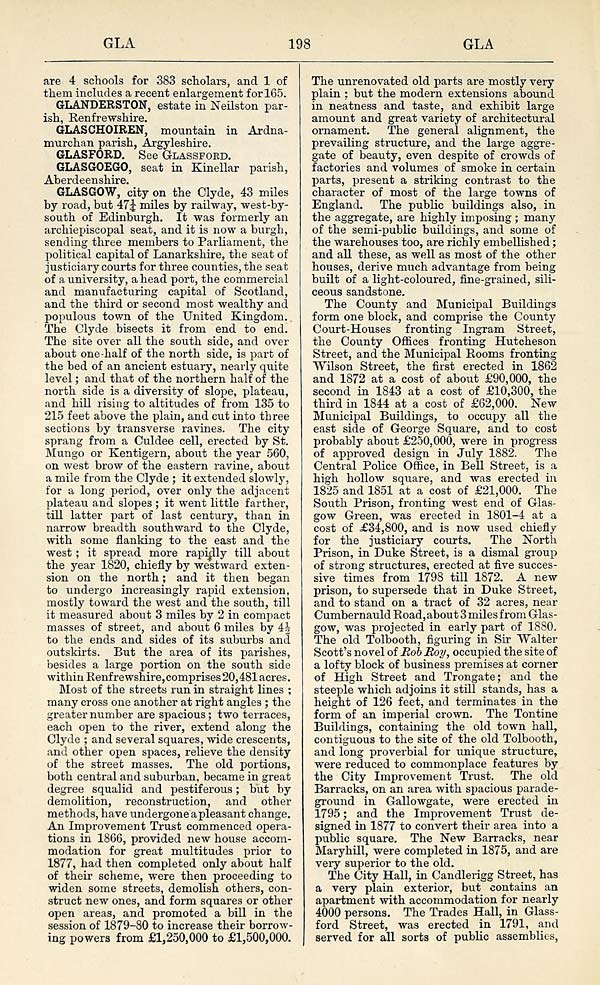 GLA 198 GLA
are 4 schools for 383 scholars, and 1 of
them includes a recent enlargement for 165.
GLANDERSTON, estate in Neilston par-
ish, Renfrewshire.
GLASCHOIREN, mountain in Ardna-
murchan parish, Argyleshire.
GLASFORD. See GLASSFORD.
GLASGOEGO, seat in Kinellar parish,
Aberdeenshire.
GLASGOW, city on the Clyde, 43 miles
by road, but 47¼ miles by railway, west-by-
south of Edinburgh. It was formerly an
archiepiscopal seat, and it is now a burgh,
sending three members to Parliament, the
political capital of Lanarkshire, the seat of
justiciary courts for three counties, the seat
of a university, a head port, the commercial
and manufacturing capital of Scotland,
and the third or second most wealthy and
populous town of the United Kingdom.
The Clyde bisects it from end to end.
The site over all the south side, and over
about one-half of the north side, is part of
the bed of an ancient estuary, nearly quite
level; and that of the northern half of the
north side is a diversity of slope, plateau,
and hill rising to altitudes of from 135 to
215 feet above the plain, and cut into three
sections by transverse ravines. The city
sprang from a Culdee cell, erected by St.
Mungo or Kentigern, about the year 560,
on west brow of the eastern ravine, about
a mile from the Clyde; it extended slowly,
for a long period, over only the adjacent
plateau and slopes; it went little farther,
till latter part of last century, than in
narrow breadth southward to the Clyde,
with some flanking to the east and the
west; it spread more rapidly till about
the year 1820, chiefly by westward exten-
sion on the north; and it then began
to undergo increasingly rapid extension,
mostly toward the west and the south, till
it measured about 3 miles by 2 in compact
masses of street, and about 6 miles by 4½
to the ends and sides of its suburbs and
outskirts. But the area of its parishes,
besides a large portion on the south side
within Renfrewshire, comprises 20,481 acres.
Most of the streets run in straight lines;
many cross one another at right angles; the
greater number are spacious; two terraces,
each open to the river, extend along the
Clyde; and several squares, wide crescents,
and other open spaces, relieve the density
of the street masses. The old portions,
both central and suburban, became in great
degree squalid and pestiferous; but by
demolition, reconstruction, and other
methods, have undergone a pleasant change.
An Improvement Trust commenced opera-
tions in 1866, provided new house accom-
modation for great multitudes prior to
1877, had then completed only about half
of their scheme, were then proceeding to
widen some streets, demolish others, con-
struct new ones, and form squares or other
open areas, and promoted a bill in the
session of 1879-80 to increase their borrow-
ing powers from £1,250,000 to £1,500,000.
The unrenovated old parts are mostly very
plain; but the modern extensions abound
in neatness and taste, and exhibit large
amount and great variety of architectural
ornament. The general alignment, the
prevailing structure, and the large aggre-
gate of beauty, even despite of crowds of
factories and volumes of smoke in certain
parts, present a striking contrast to the
character of most of the large towns of
England. The public buildings also, in
the aggregate, are highly imposing; many
of the semi-public buildings, and some of
the warehouses too, are richly embellished;
and all these, as well as most of the other
houses, derive much advantage from being
built of a light-coloured, fine-grained, sili-
ceous sandstone.
The County and Municipal Buildings
form one block, and comprise the County
Court-Houses fronting Ingram Street,
the County Offices fronting Hutcheson
Street, and the Municipal Rooms fronting
Wilson Street, the first erected in 1862
and 1872 at a cost of about £90,000, the
second in 1843 at a cost of £10,300, the
third in 1844 at a cost of £62,000. New
Municipal Buildings, to occupy all the
east side of George Square, and to cost
probably about £250,000, were in progress
of approved design in July 1882. The
Central Police Office, in Bell Street, is a
high hollow square, and was erected in
1825 and 1851 at a cost of £21,000. The
South Prison, fronting west end of Glas-
gow Green, was erected in 1801-4 at a
cost of £34,800, and is now used chiefly
for the justiciary courts. The North
Prison, in Duke Street, is a dismal group
of strong structures, erected at five succes-
sive times from 1798 till 1872. A new
prison, to supersede that in Duke Street,
and to stand on a tract of 32 acres, near
Cumbernauld Road, about 3 miles from Glas-
gow, was projected in early part of 1880.
The old Tolbooth, figuring in Sir Walter
Scott's novel of Rob Roy, occupied the site of
a lofty block of business premises at corner
of High Street and Trongate; and the
steeple which adjoins it still stands, has a
height of 126 feet, and terminates in the
form of an imperial crown. The Tontine
Buildings, containing the old town hall,
contiguous to the site of the old Tolbooth,
and long proverbial for unique structure,
were reduced to commonplace features by
the City Improvement Trust. The old
Barracks, on an area with spacious parade-
ground in Gallowgate, were erected in
1795; and the Improvement Trust de-
signed in 1877 to convert their area into a
public square. The New Barracks, near
Maryhill, were completed in 1875, and are
very superior to the old.
The City Hall, in Candlerigg Street, has
a very plain exterior, but contains an
apartment with accommodation for nearly
4000 persons. The Trades Hall, in Glass-
ford Street, was erected in 1791, and
served for all sorts of public assemblies,